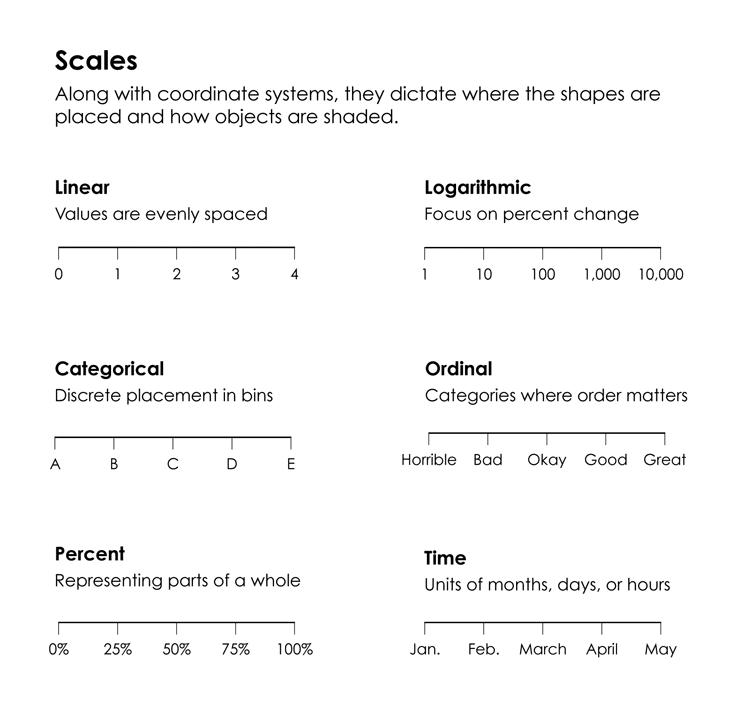 Scales
Along with coordinate systems, they dictate where the shapes are
placed and how objects are shaded.
Linear
Values are evenly spaced
0 1 2 3 4
Logarithmic
Focus on percent change
1 10 100 1,000 10,000
Categorical
Discrete placement in bins
A B C D E
Ordinal
Categories where order matters
Horrible Bad Okay Good Great
Percent
Representing parts of a whole
0% 25% 50% 75% 100%
Time
Units of months, days, or hours
Jan. Feb. March April May